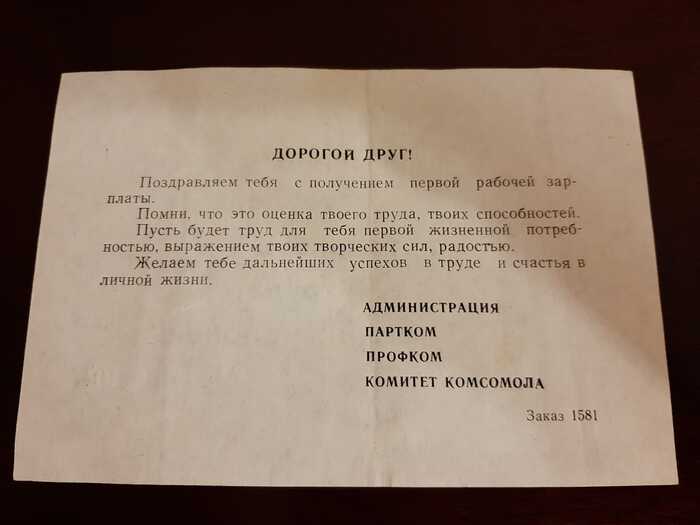 ДОРОГОЙ ДРУГ!
Поздравляем тебя с получением первой рабочей зар-
платы.
Помни, что это оценка твоего труда, твоих способностей.
Пусть будет труд для тебя первой жизненной потреб-
ностью, выражением твоих творческих сил, радостью.
Желаем тебе дальнейших успехов в труде и счастья в
личной жизни.
АДМИНИСТРАЦИЯ
ПАРТКОМ
ПРОФКОМ
КОМИТЕТ КОМСОМОЛА
Заказ 1581